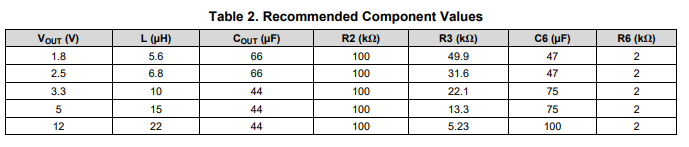 Table 2. Recommended Component Values
VOUT (V) L (µH) COUT (µF) R2 (kΩ) R3 (kΩ) C6 (µF) R6 (kΩ)
1.8 5.6 66 100 49.9 47 2
2.5 6.8 66 100 31.6 47 2
3.3 10 44 100 22.1 75 2
5 15 44 100 13.3 75 2
12 22 44 100 5.23 100 2